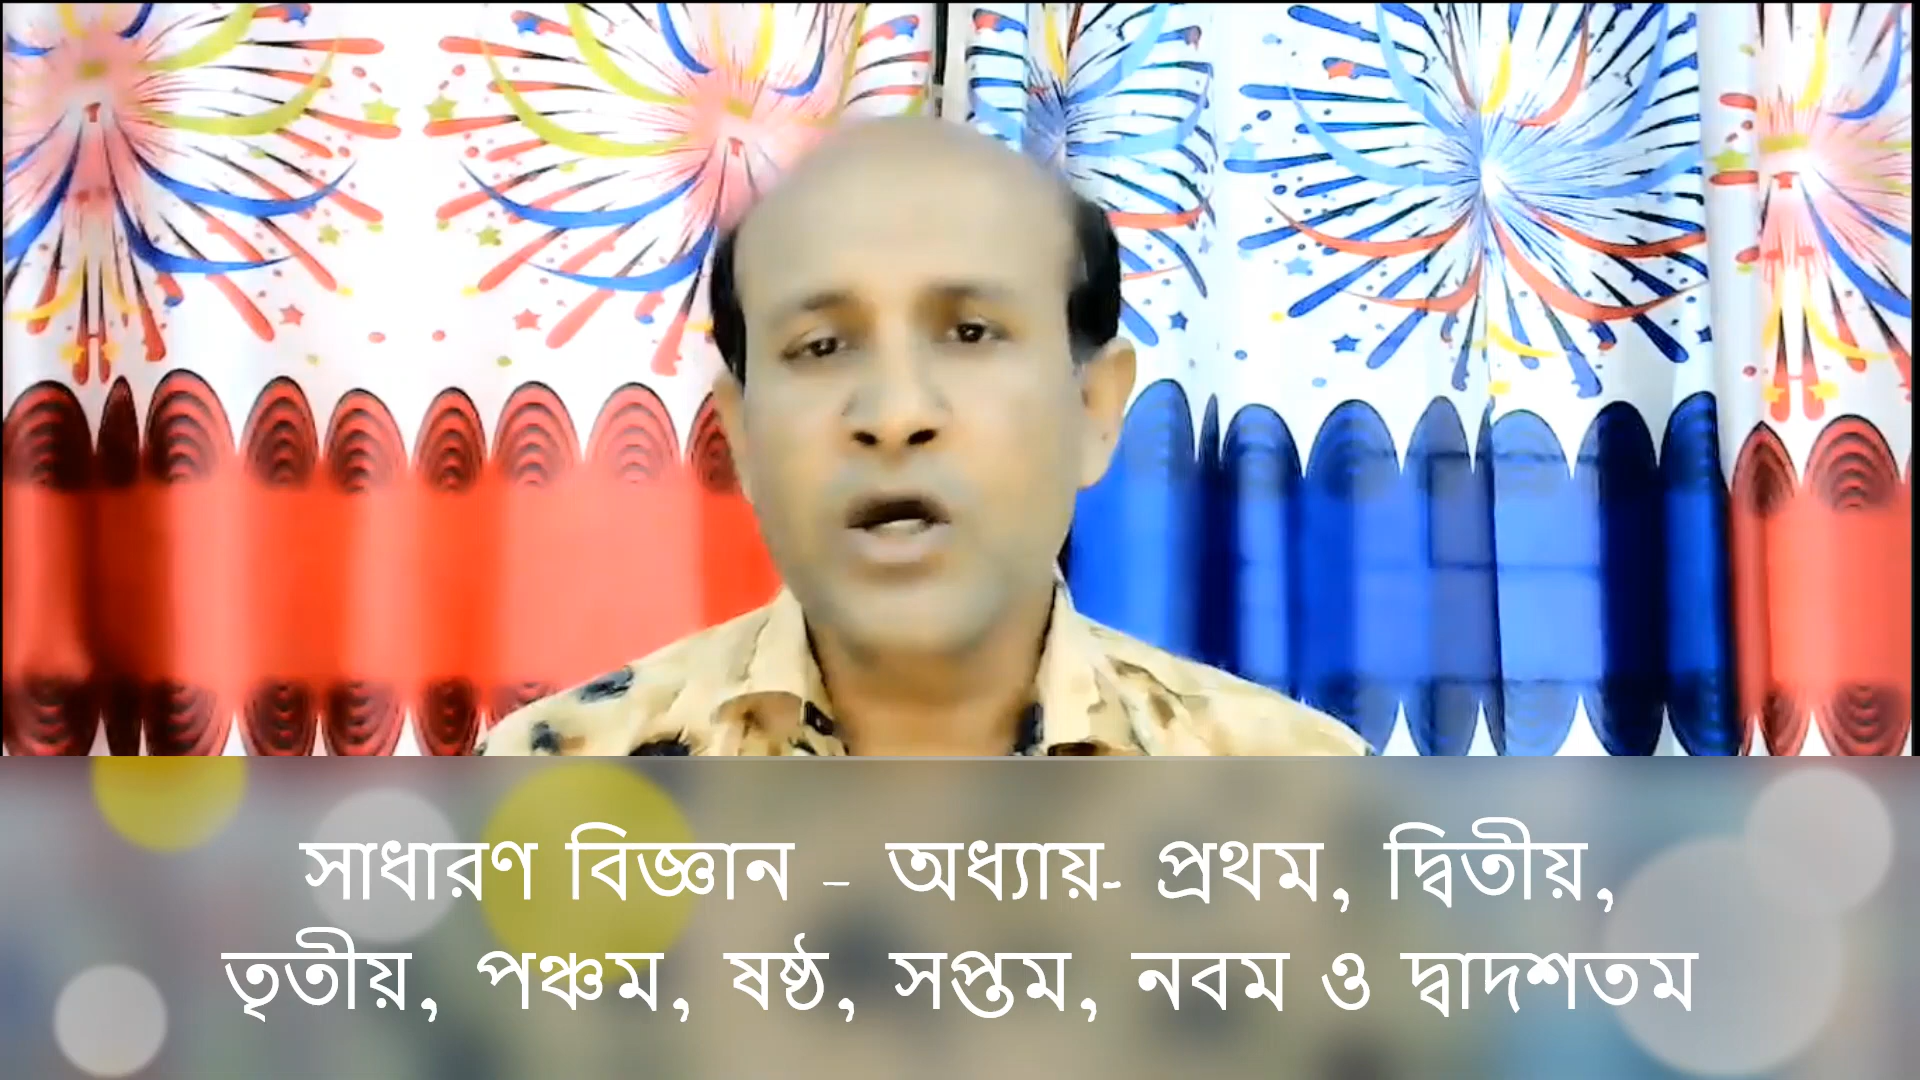 সাধারণ বিজ্ঞান – অধ্যায়- প্রথম, দ্বিতীয়,
তৃতীয়, পঞ্চম, ষষ্ঠ, সপ্তম, নবম ও দ্বাদশতম